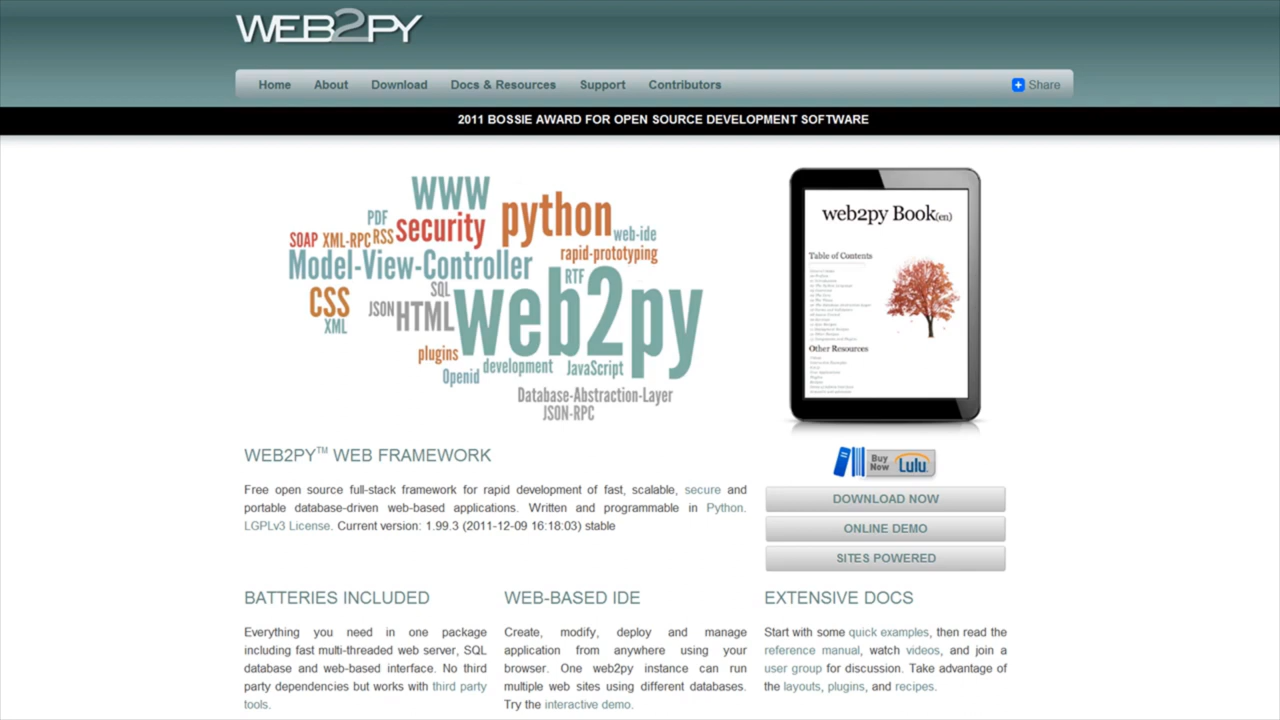 WEB2PY
Home About Download Docs & Resources Support Contributors Share
2011 BOSSIE AWARD FOR OPEN SOURCE DEVELOPMENT SOFTWARE
WWW
PDF
python
SOAP XML-RPC RSS security
web-ide
rapid-prototyping
Model-View-Controller
RTF
SQL
CSS
JSON HTML web2py
XML
plugins
development
JavaScript
Openid
Database-Abstraction-Layer
JSON-RPC
web2py Book(en)
Table of Contents
Other Resources
Buy
Now Lulu
WEB2PY™ WEB FRAMEWORK
Free open source full-stack framework for rapid development of fast, scalable, secure and
portable database-driven web-based applications. Written and programmable in Python.
LGPLv3 License. Current version: 1.99.3 (2011-12-09 16:18:03) stable
DOWNLOAD NOW
ONLINE DEMO
SITES POWERED
BATTERIES INCLUDED
Everything you need in one package
including fast multi-threaded web server, SQL
database and web-based interface. No third
party dependencies but works with third party
tools.
WEB-BASED IDE
Create, modify, deploy and manage
application from anywhere using your
browser. One web2py instance can run
multiple web sites using different databases.
Try the interactive demo.
EXTENSIVE DOCS
Start with some quick examples, then read the
reference manual, watch videos, and join a
user group for discussion. Take advantage of
the layouts, plugins, and recipes.